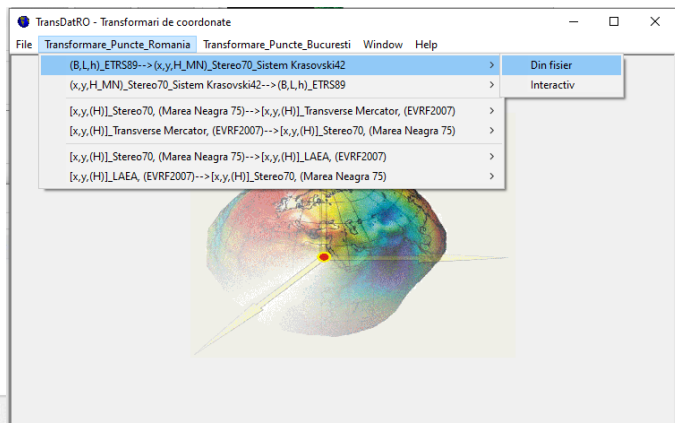 TransDatRO - Transformari de coordonate
File Transformare_Puncte_Romania Transformare_Puncte_Bucuresti Window Help
(B,L,h)_ETRS89-->(x,y,H_MN)_Stereo70_Sistem Krasovski42 > Din fisier
(x,y,H_MN)_Stereo70_Sistem Krasovski42-->(B,L,h)_ETRS89 > Interactiv
[x,y,(H)]_Stereo70, (Marea Neagra 75)-->[x,y,(H)]_Transverse Mercator, (EVRF2007) >
[x,y,(H)]_Transverse Mercator, (EVRF2007)-->[x,y,(H)]_Stereo70, (Marea Neagra 75) >
[x,y,(H)]_Stereo70, (Marea Neagra 75)-->[x,y,(H)]_LAEA, (EVRF2007) >
[x,y,(H)]_LAEA, (EVRF2007)-->[x,y,(H)]_Stereo70, (Marea Neagra 75) >